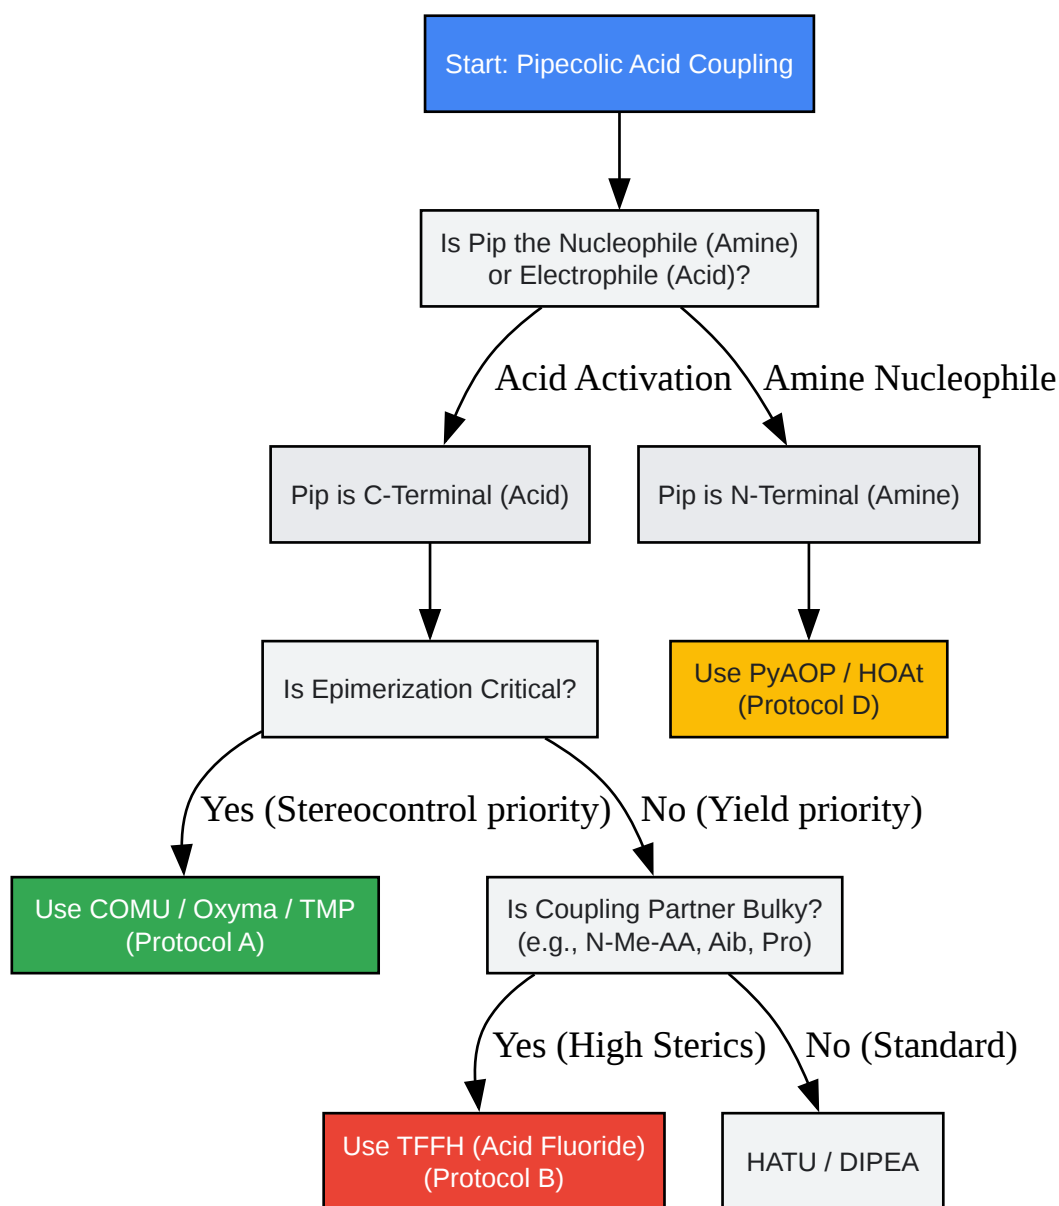 Start: Pipecolic Acid Coupling
Is Pip the Nucleophile (Amine)
or Electrophile (Acid)?
Acid Activation
Amine Nucleophile
Pip is C-Terminal (Acid)
Pip is N-Terminal (Amine)
Is Epimerization Critical?
Use PyAOP / HOAt
(Protocol D)
Yes (Stereocontrol priority)
No (Yield priority)
Use COMU / Oxyma / TMP
(Protocol A)
Is Coupling Partner Bulky?
(e.g., N-Me-AA, Aib, Pro)
Yes (High Sterics)
No (Standard)
Use TFFH (Acid Fluoride)
(Protocol B)
HATU / DIPEA